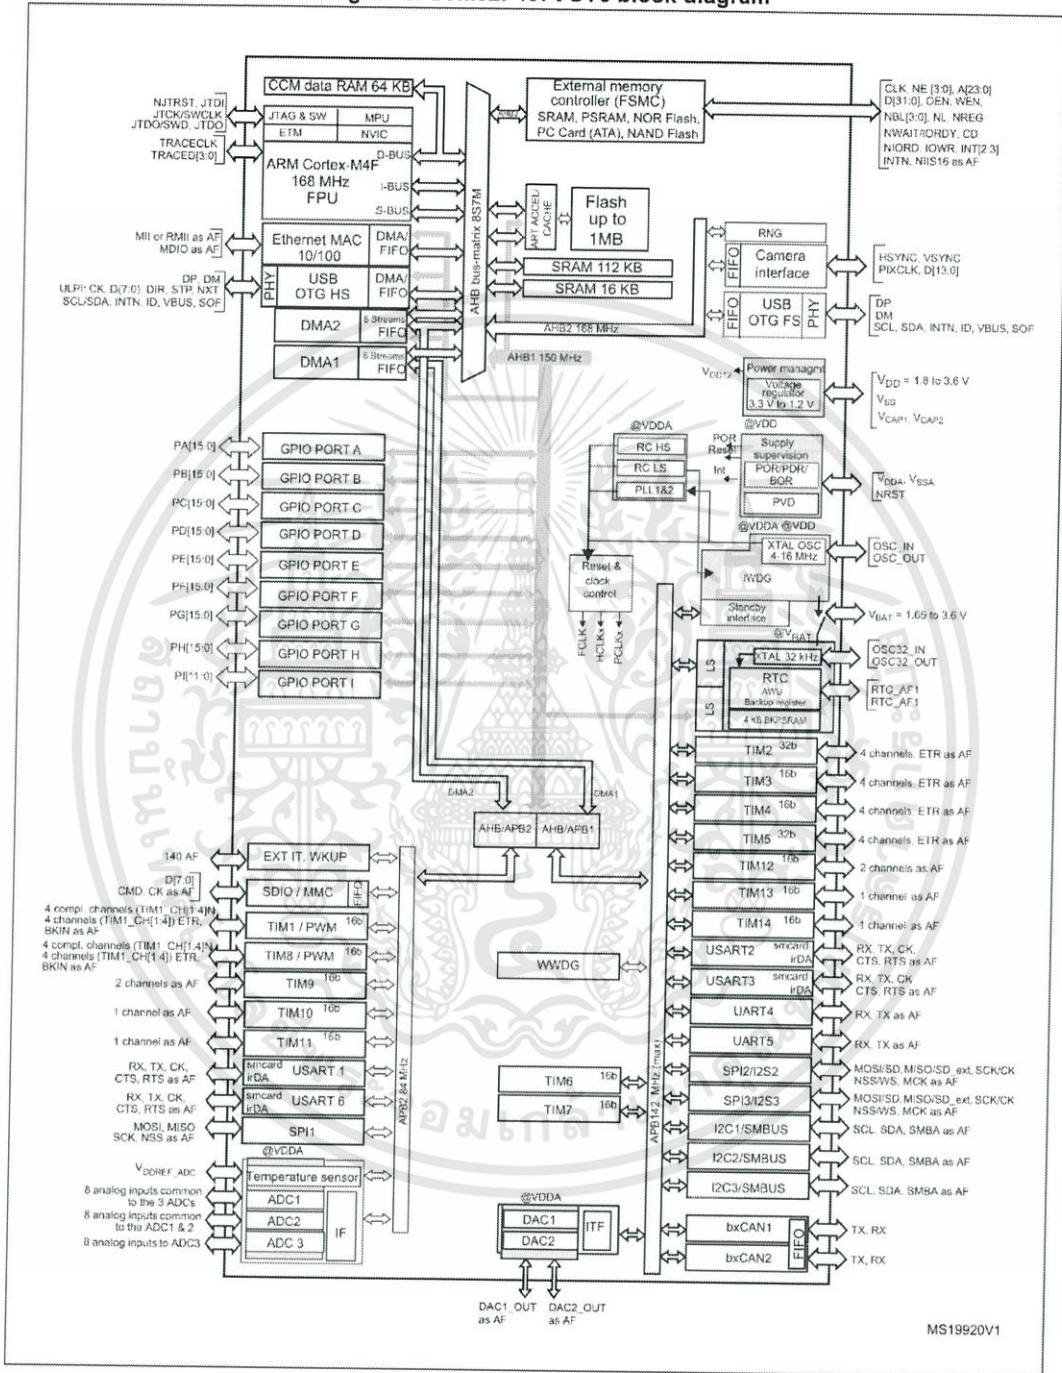 block diagram
CCM data RAM 64 KB
External memory
controller (FSMC)
SRAM, PSRAM, NOR Flash,
PC Card (ATA), NAND Flash
CLK, NE [3:0], A[23:0]
D[31:0], OEN, WEN,
NBL[3:0], NL, NREG
NWAIT/IORDY, CD
NIORD, IOWR, INT[2:3]
INTN, NIIS16 as AF
NJTRST, JTDI
JTCK/SWCLK
JTDO/SWD, JTDO
TRACECLK
TRACED[3:0]
JTAG & SW
MPU
ETM
NVIC
ARM Cortex-M4F
168 MHz
FPU
D-BUS
I-BUS
S-BUS
AHB bus-matrix 8S7M
ART ACCEL/
CACHE
Flash
up to
1MB
SRAM 112 KB
SRAM 16 KB
MII or RMII as AF
MDIO as AF
Ethernet MAC
10/100
DMA/
FIFO
DP, DM
ULPI: CK, D(7:0), DIR, STP, NXT
SCL/SDA, INTN, ID, VBUS, SOF
PHY
USB
OTG HS
DMA/
FIFO
DMA2
8 Streams
FIFO
DMA1
8 Streams
FIFO
AHB2 168 MHz
AHB1 150 MHz
RNG
FIFO
Camera
interface
HSYNC, VSYNC
PIXCLK, D[13:0]
FIFO
USB
OTG FS
PHY
DP
DM
SCL, SDA, INTN, ID, VBUS, SOF
VDD12
Power managmt
Voltage
regulator
3.3 V to 1.2 V
VDD = 1.8 to 3.6 V
VSS
VCAP1, VCAP2
@VDDA
RC HS
RC LS
PLL1&2
@VDD
POR
Reset
Int
Supply
supervision
POR/PDR/
BOR
PVD
VDDA, VSSA
NRST
@VDDA @VDD
XTAL OSC
4-16 MHz
IWDG
OSC_IN
OSC_OUT
Reset &
clock
control
FCLK
HCLKx
PCLKx
Standby
interface
VBAT = 1.65 to 3.6 V
@VBAT
LS
XTAL 32 kHz
OSC32_IN
OSC32_OUT
RTC
AWU
Backup register
RTC_AF1
RTC_AF1
LS
4 KB BKPSRAM
PA[15:0]
GPIO PORT A
PB[15:0]
GPIO PORT B
PC[15:0]
GPIO PORT C
PD[15:0]
GPIO PORT D
PE[15:0]
GPIO PORT E
PF[15:0]
GPIO PORT F
PG[15:0]
GPIO PORT G
PH[15:0]
GPIO PORT H
PI[11:0]
GPIO PORT I
DMA2
DMA1
AHB/APB2
AHB/APB1
TIM2 32b
4 channels, ETR as AF
TIM3 16b
4 channels, ETR as AF
TIM4 16b
4 channels, ETR as AF
TIM5 32b
4 channels, ETR as AF
TIM12 16b
2 channels as AF
TIM13 16b
1 channel as AF
TIM14 16b
1 channel as AF
USART2 smcard
irDA
RX, TX, CK,
CTS, RTS as AF
USART3 smcard
irDA
RX, TX, CK
CTS, RTS as AF
UART4
RX, TX as AF
UART5
RX, TX as AF
SPI2/I2S2
MOSI/SD, MISO/SD_ext, SCK/CK
NSS/WS, MCK as AF
SPI3/I2S3
MOSI/SD, MISO/SD_ext, SCK/CK
NSS/WS, MCK as AF
I2C1/SMBUS
SCL, SDA, SMBA as AF
I2C2/SMBUS
SCL, SDA, SMBA as AF
I2C3/SMBUS
SCL, SDA, SMBA as AF
bxCAN1
TX, RX
bxCAN2
TX, RX
FIFO
140 AF
EXT IT. WKUP
D[7:0]
CMD, CK as AF
SDIO / MMC
FIFO
4 compl. channels (TIM1_CH[1:4]N
4 channels (TIM1_CH[1:4]) ETR,
BKIN as AF
TIM1 / PWM 16b
4 compl. channels (TIM1_CH[1:4]N
4 channels (TIM1_CH[1:4]) ETR,
BKIN as AF
TIM8 / PWM 16b
2 channels as AF
TIM9 16b
1 channel as AF
TIM10 16b
1 channel as AF
TIM11 16b
RX, TX, CK,
CTS, RTS as AF
smcard
irDA USART 1
RX, TX, CK,
CTS, RTS as AF
smcard
irDA USART 6
MOSI, MISO
SCK, NSS as AF
SPI1
APB2 84 MHz
WWDG
TIM6 16b
TIM7 16b
APB142 MHz (max)
@VDDA
VDDREF_ADC
Temperature sensor
8 analog inputs common
to the 3 ADCs
ADC1
8 analog inputs common
to the ADC1 & 2
ADC2
8 analog inputs to ADC3
ADC 3
IF
@VDDA
DAC1
DAC2
ITF
DAC1_OUT
as AF
DAC2_OUT
as AF
MS19920V1